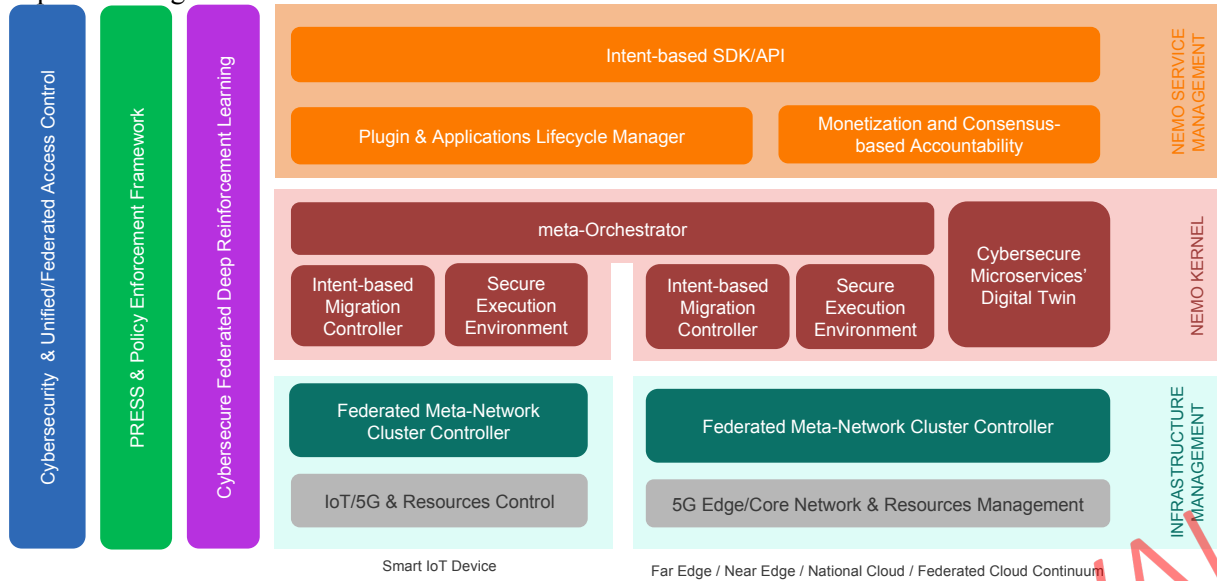 Cybersecurity & Unified/Federated Access Control
PRESS & Policy Enforcement Framework
Cybersecure Federated Deep Reinforcement Learning
Intent-based SDK/API
Plugin & Applications Lifecycle Manager
Monetization and Consensus-
based Accountability
NEMO SERVICE
MANAGEMENT
meta-Orchestrator
Intent-based
Migration
Controller
Secure
Execution
Environment
Intent-based
Migration
Controller
Secure
Execution
Environment
Cybersecure
Microservices’
Digital Twin
NEMO KERNEL
Federated Meta-Network
Cluster Controller
Federated Meta-Network Cluster Controller
IoT/5G & Resources Control
5G Edge/Core Network & Resources Management
INFRASTRUCTURE
MANAGEMENT
Smart IoT Device
Far Edge / Near Edge / National Cloud / Federated Cloud Continuum